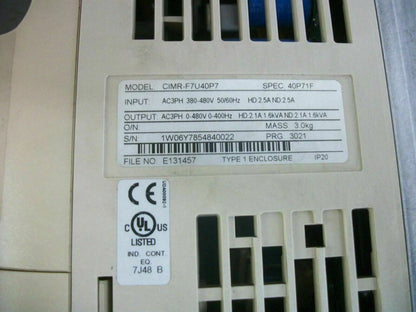 MODEL CIMR-F7U40P7 SPEC 40P71F
INPUT AC3PH 380-480V 50/60Hz HD:2.5A ND:2.5A
OUTPUT AC3PH 0-480V 0-400Hz HD:2.1A 1.6kVA ND:2.1A 1.6kVA
O/N MASS 3.0kg
S/N 1W06Y7854840022 PRG 3021
FILE NO E131457 TYPE 1 ENCLOSURE IP20
C UL US
LISTED
IND. CONT.
EQ.
7J48 B